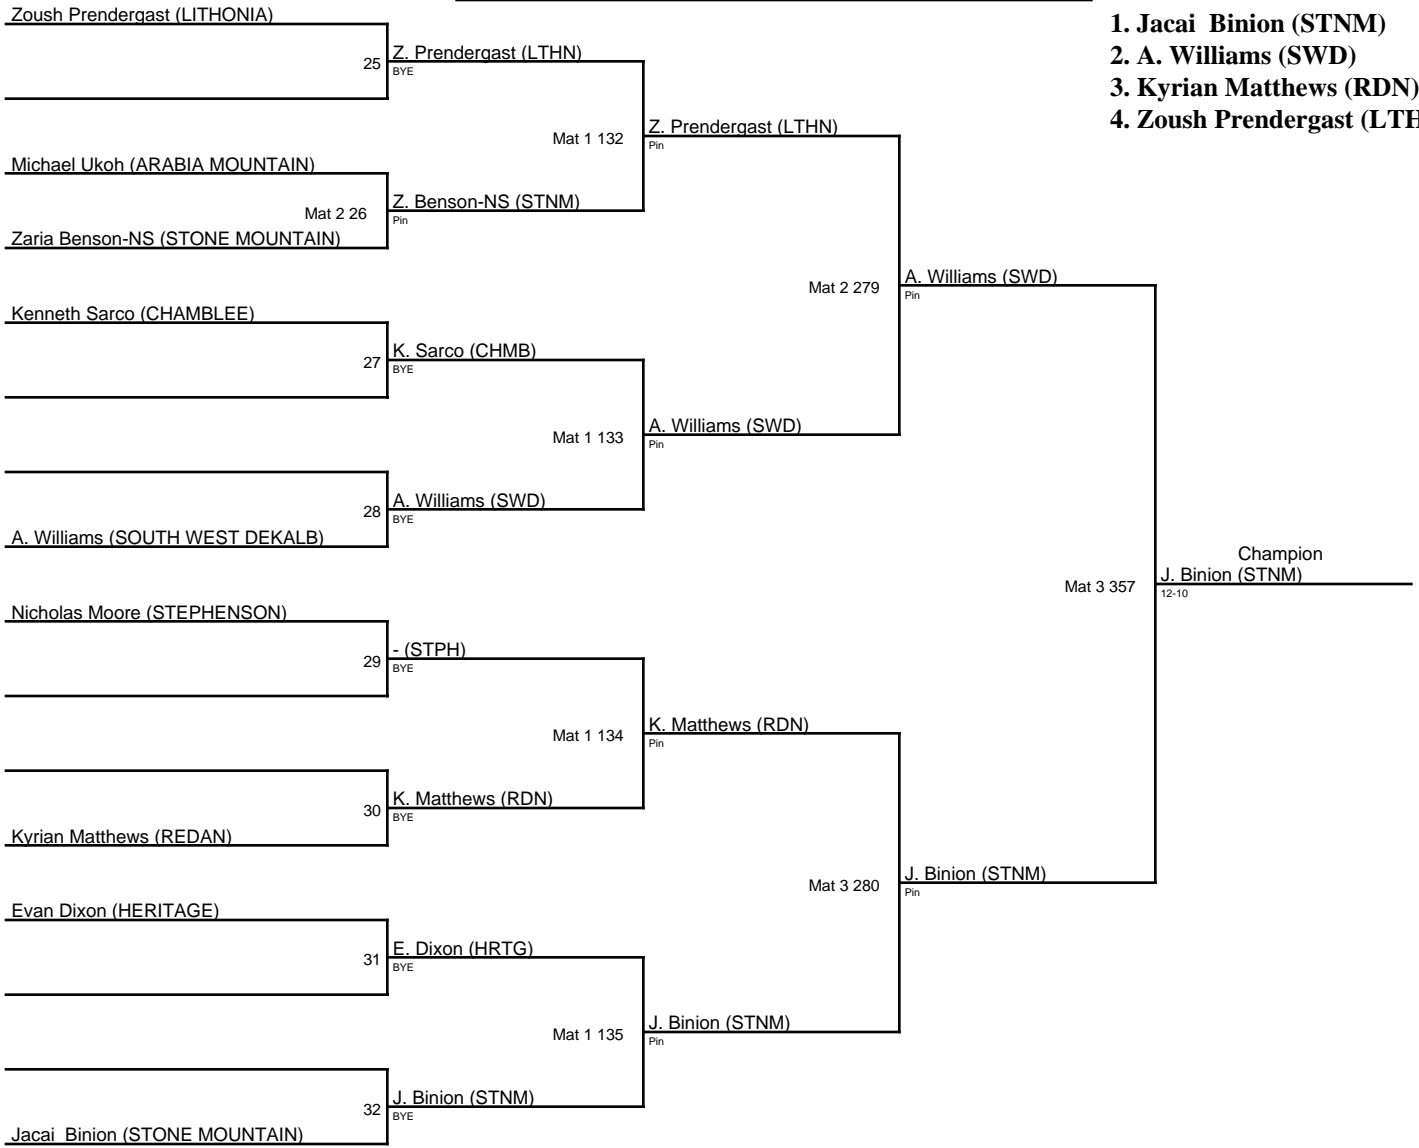 Zoush Prendergast (LITHONIA)
25
Z. Prendergast (LTHN)
BYE
Mat 1 132
Z. Prendergast (LTHN)
Pin
Michael Ukoh (ARABIA MOUNTAIN)
Mat 2 26
Z. Benson-NS (STNM)
Pin
Zaria Benson-NS (STONE MOUNTAIN)
Mat 2 279
A. Williams (SWD)
Pin
Kenneth Sarco (CHAMBLEE)
27
K. Sarco (CHMB)
BYE
Mat 1 133
A. Williams (SWD)
Pin
28
A. Williams (SWD)
BYE
A. Williams (SOUTH WEST DEKALB)
Mat 3 357
Champion
J. Binion (STNM)
12-10
Nicholas Moore (STEPHENSON)
29
- (STPH)
BYE
Mat 1 134
K. Matthews (RDN)
Pin
30
K. Matthews (RDN)
BYE
Kyrian Matthews (REDAN)
Mat 3 280
J. Binion (STNM)
Pin
Evan Dixon (HERITAGE)
31
E. Dixon (HRTG)
BYE
Mat 1 135
J. Binion (STNM)
Pin
32
J. Binion (STNM)
BYE
Jacai  Binion (STONE MOUNTAIN)
1. Jacai  Binion (STNM)
2. A. Williams (SWD)
3. Kyrian Matthews (RDN)
4. Zoush Prendergast (LTH